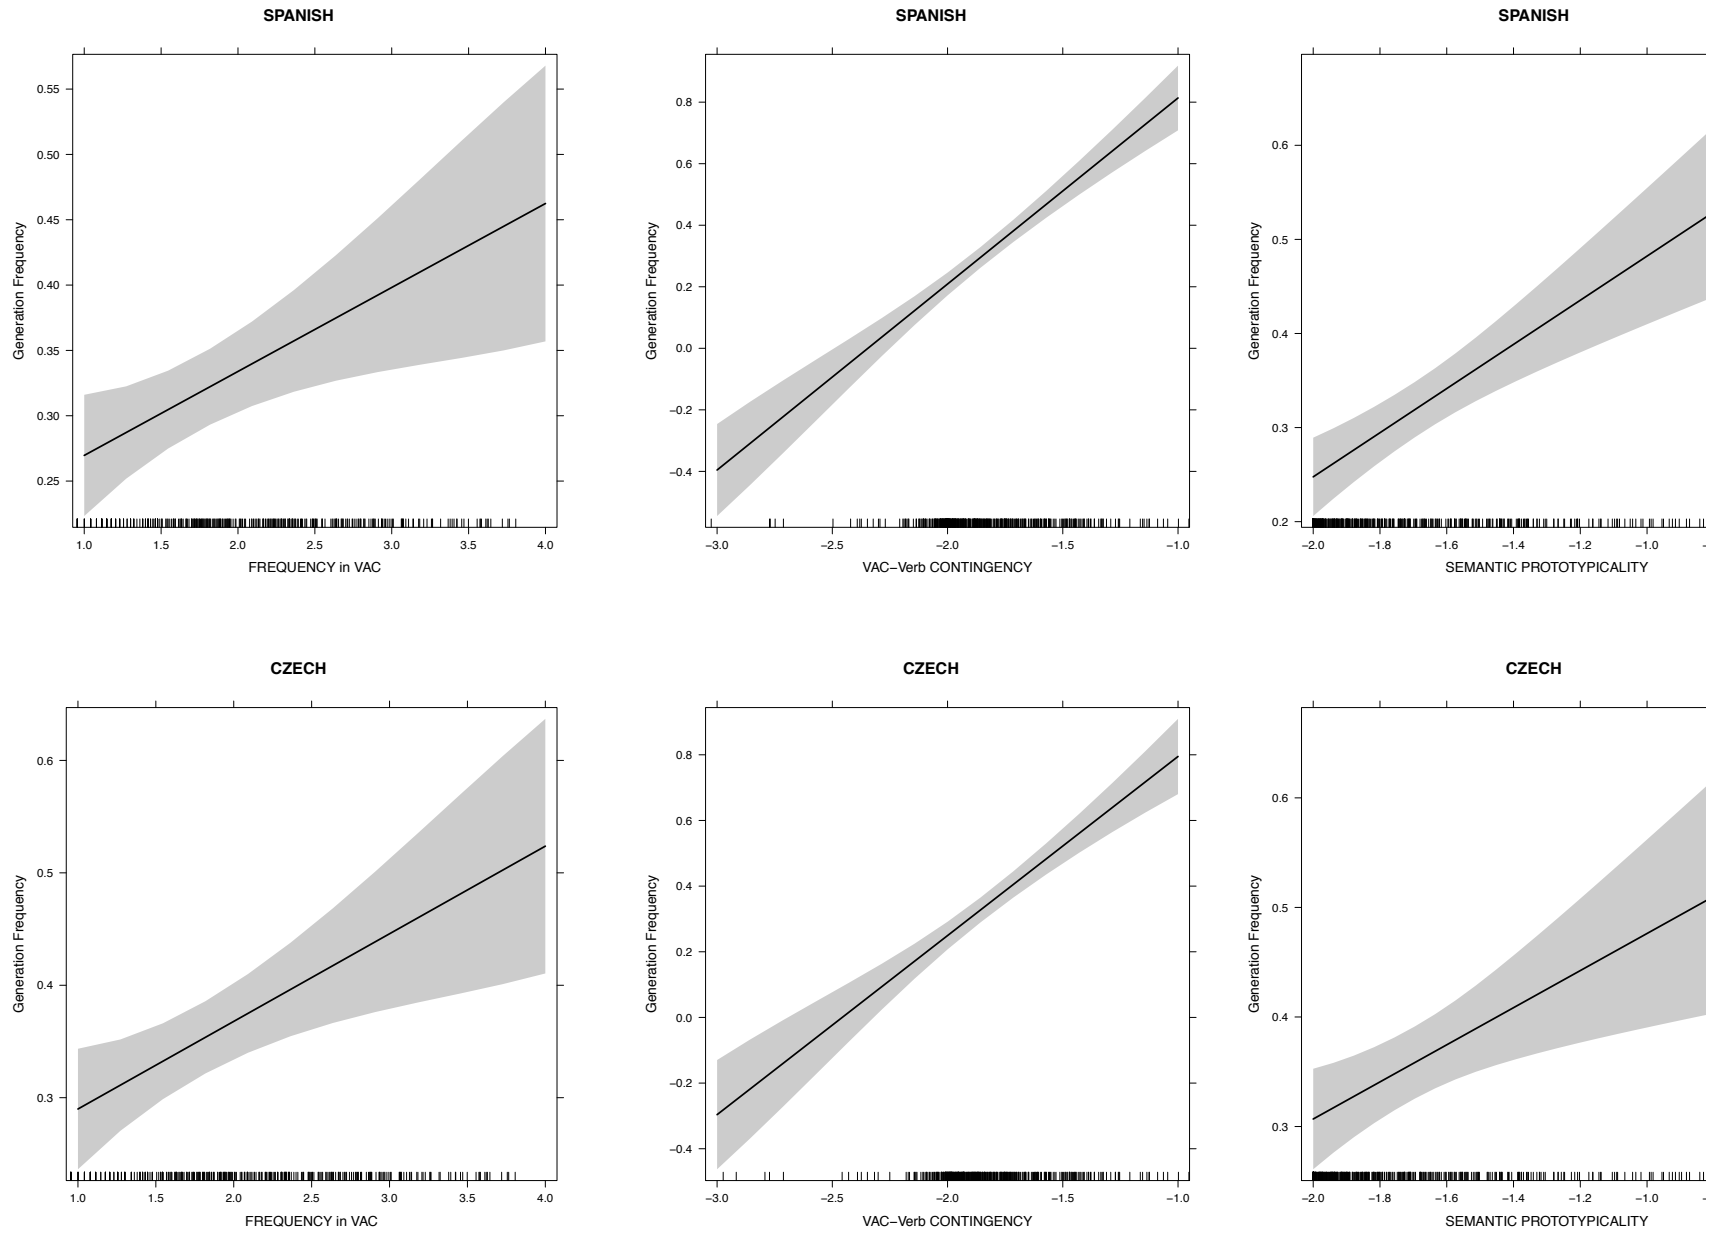 SPANISH
SPANISH
SPANISH
Generation Frequency
0.55
0.50
0.45
0.40
0.35
0.30
0.25
1.0 1.5 2.0 2.5 3.0 3.5 4.0
FREQUENCY in VAC
Generation Frequency
0.8
0.6
0.4
0.2
0.0
−0.2
−0.4
−3.0 −2.5 −2.0 −1.5 −1.0
VAC−Verb CONTINGENCY
Generation Frequency
0.6
0.5
0.4
0.3
0.2
−2.0 −1.8 −1.6 −1.4 −1.2 −1.0
SEMANTIC PROTOTYPICALITY
CZECH
CZECH
CZECH
Generation Frequency
0.6
0.5
0.4
0.3
1.0 1.5 2.0 2.5 3.0 3.5 4.0
FREQUENCY in VAC
Generation Frequency
0.8
0.6
0.4
0.2
0.0
−0.2
−0.4
−3.0 −2.5 −2.0 −1.5 −1.0
VAC−Verb CONTINGENCY
Generation Frequency
0.6
0.5
0.4
0.3
−2.0 −1.8 −1.6 −1.4 −1.2 −1.0
SEMANTIC PROTOTYPICALITY